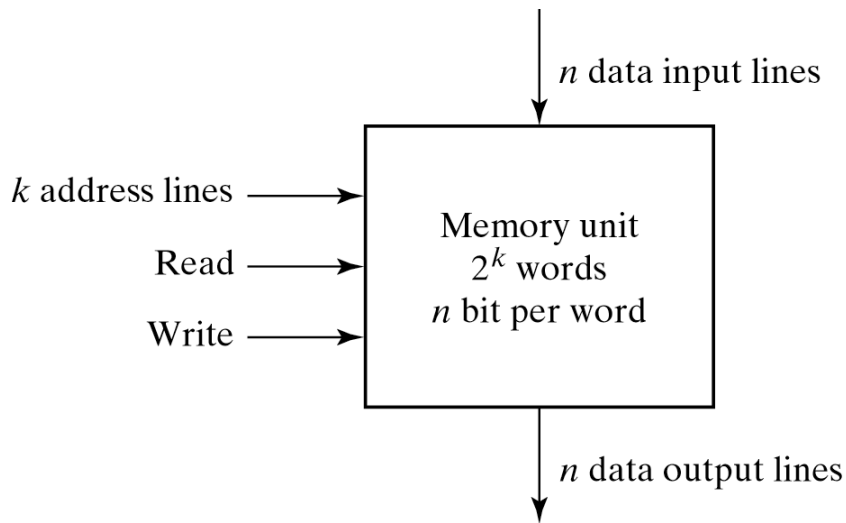 n data input lines
k address lines
Read
Write
Memory unit
2^k words
n bit per word
n data output lines